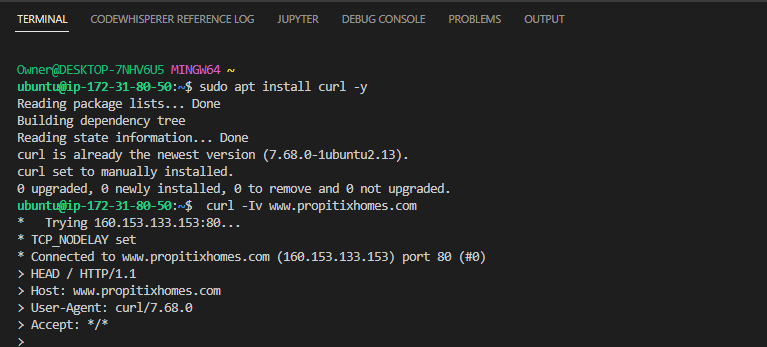 TERMINAL CODEWHISPERER REFERENCE LOG JUPYTER DEBUG CONSOLE PROBLEMS OUTPUT
Owner@DESKTOP-7NHV6U5 MINGW64 ~
ubuntu@ip-172-31-80-50:~$ sudo apt install curl -y
Reading package lists... Done
Building dependency tree
Reading state information... Done
curl is already the newest version (7.68.0-1ubuntu2.13).
curl set to manually installed.
0 upgraded, 0 newly installed, 0 to remove and 0 not upgraded.
ubuntu@ip-172-31-80-50:~$  curl -Iv www.propitixhomes.com
*   Trying 160.153.133.153:80...
* TCP_NODELAY set
* Connected to www.propitixhomes.com (160.153.133.153) port 80 (#0)
> HEAD / HTTP/1.1
> Host: www.propitixhomes.com
> User-Agent: curl/7.68.0
> Accept: */*
>